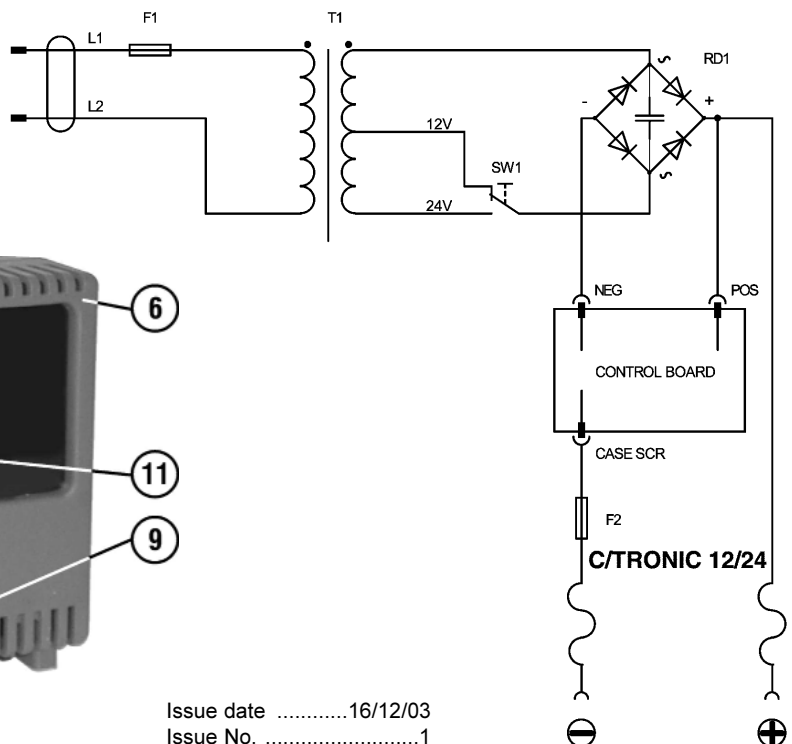 F1
T1
L1
RD1
-
+
L2
12V
SW1
24V
NEG
POS
6
CONTROL BOARD
11
CASE SCR
9
F2
C/TRONIC 12/24
Issue date ............16/12/03
Issue No. ..........................1